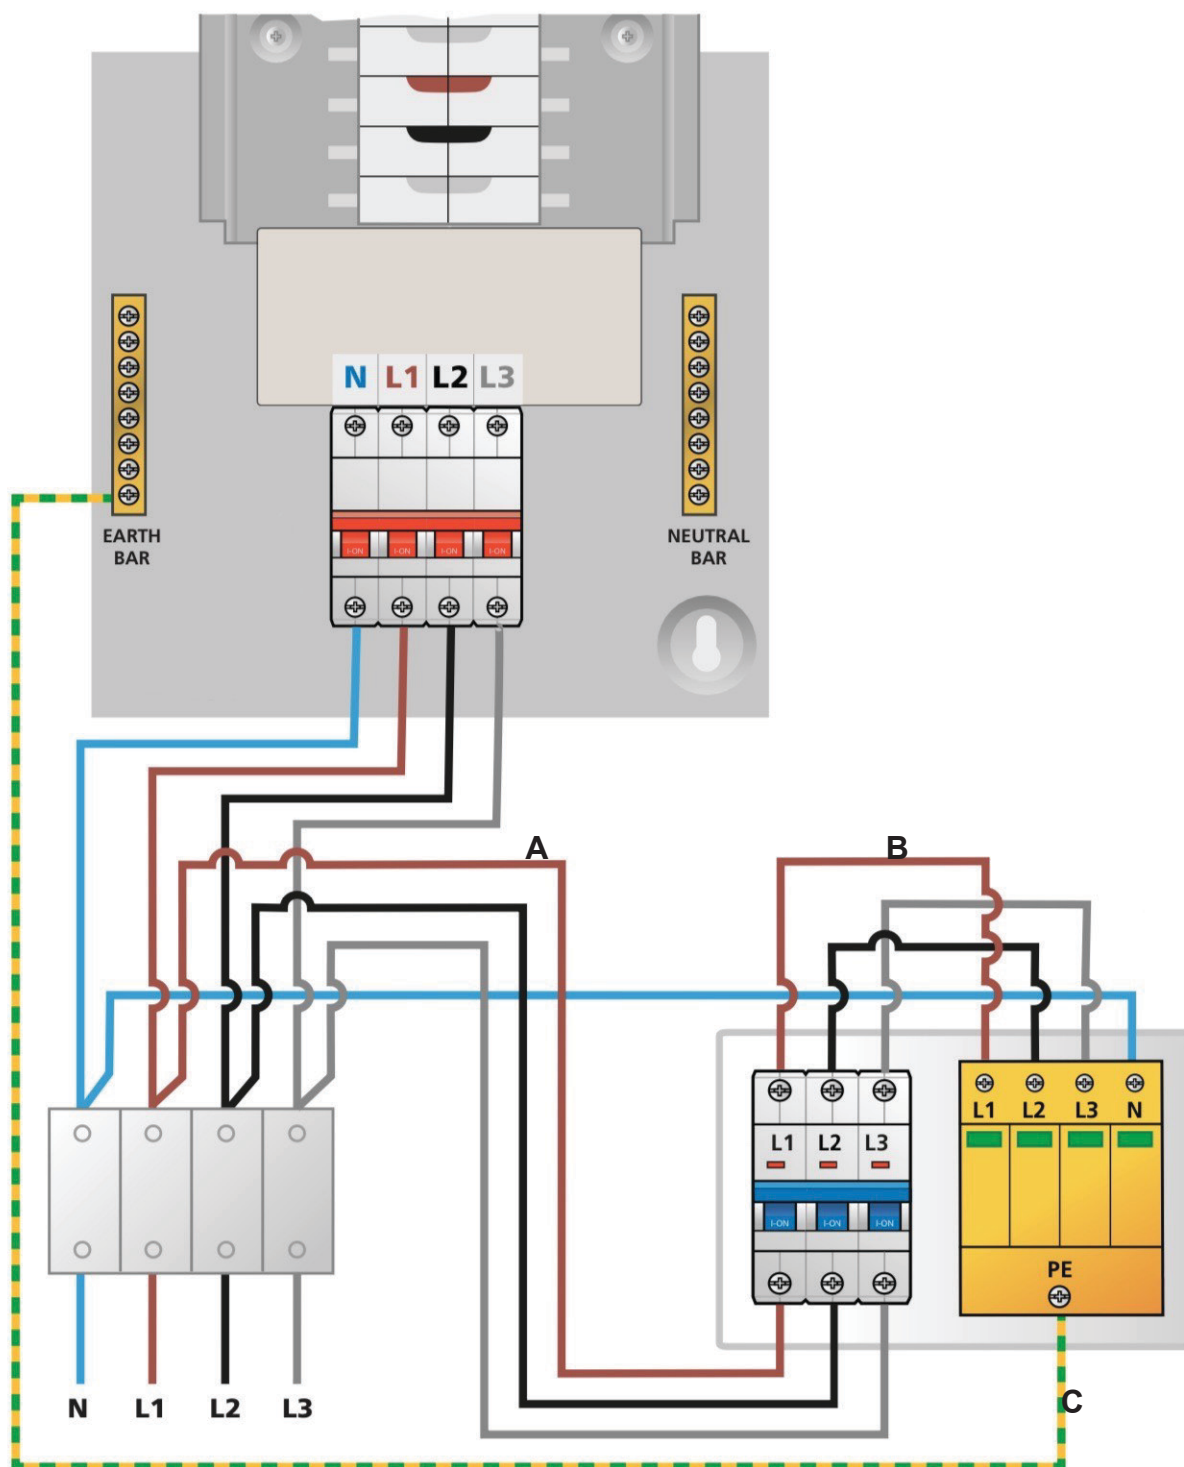 N L1 L2 L3
EARTH
BAR
NEUTRAL
BAR
I-ON I-ON I-ON I-ON
A
B
L1 L2 L3
L1 L2 L3 N
I-ON I-ON I-ON
PE
N L1 L2 L3
C